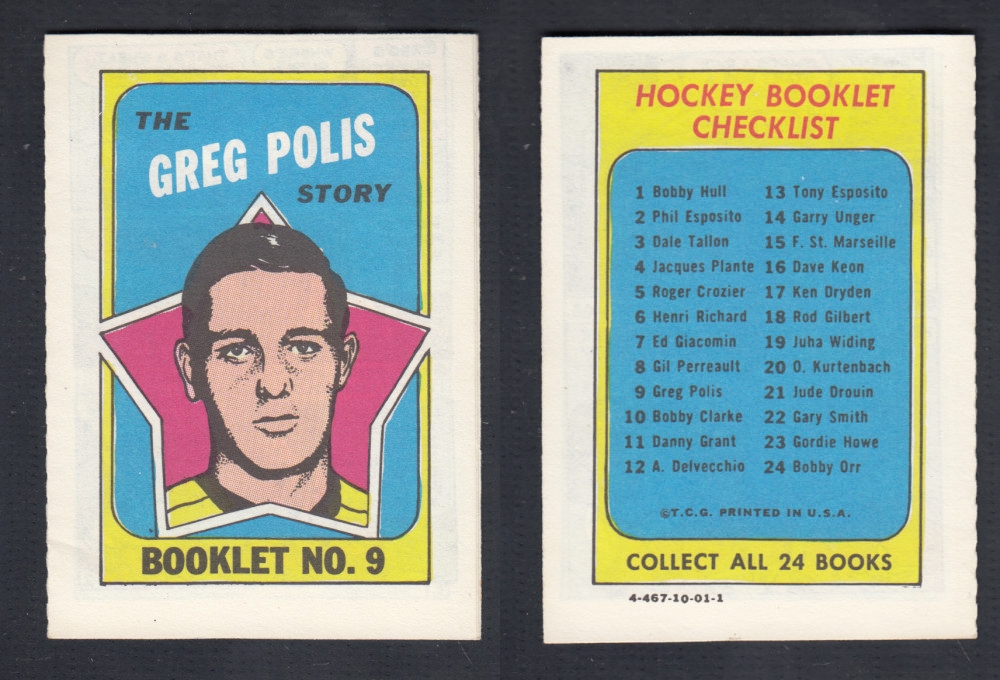 THE
GREG POLIS
STORY
BOOKLET NO. 9
HOCKEY BOOKLET
CHECKLIST
1 Bobby Hull
2 Phil Esposito
3 Dale Tallon
4 Jacques Plante
5 Roger Crozier
6 Henri Richard
7 Ed Giacomin
8 Gil Perreault
9 Greg Polis
10 Bobby Clarke
11 Danny Grant
12 A. Delvecchio
13 Tony Esposito
14 Garry Unger
15 F. St. Marseille
16 Dave Keon
17 Ken Dryden
18 Rod Gilbert
19 Juha Widing
20 O. Kurtenbach
21 Jude Drouin
22 Gary Smith
23 Gordie Howe
24 Bobby Orr
©T.C.G. PRINTED IN U.S.A.
COLLECT ALL 24 BOOKS
4-467-10-01-1